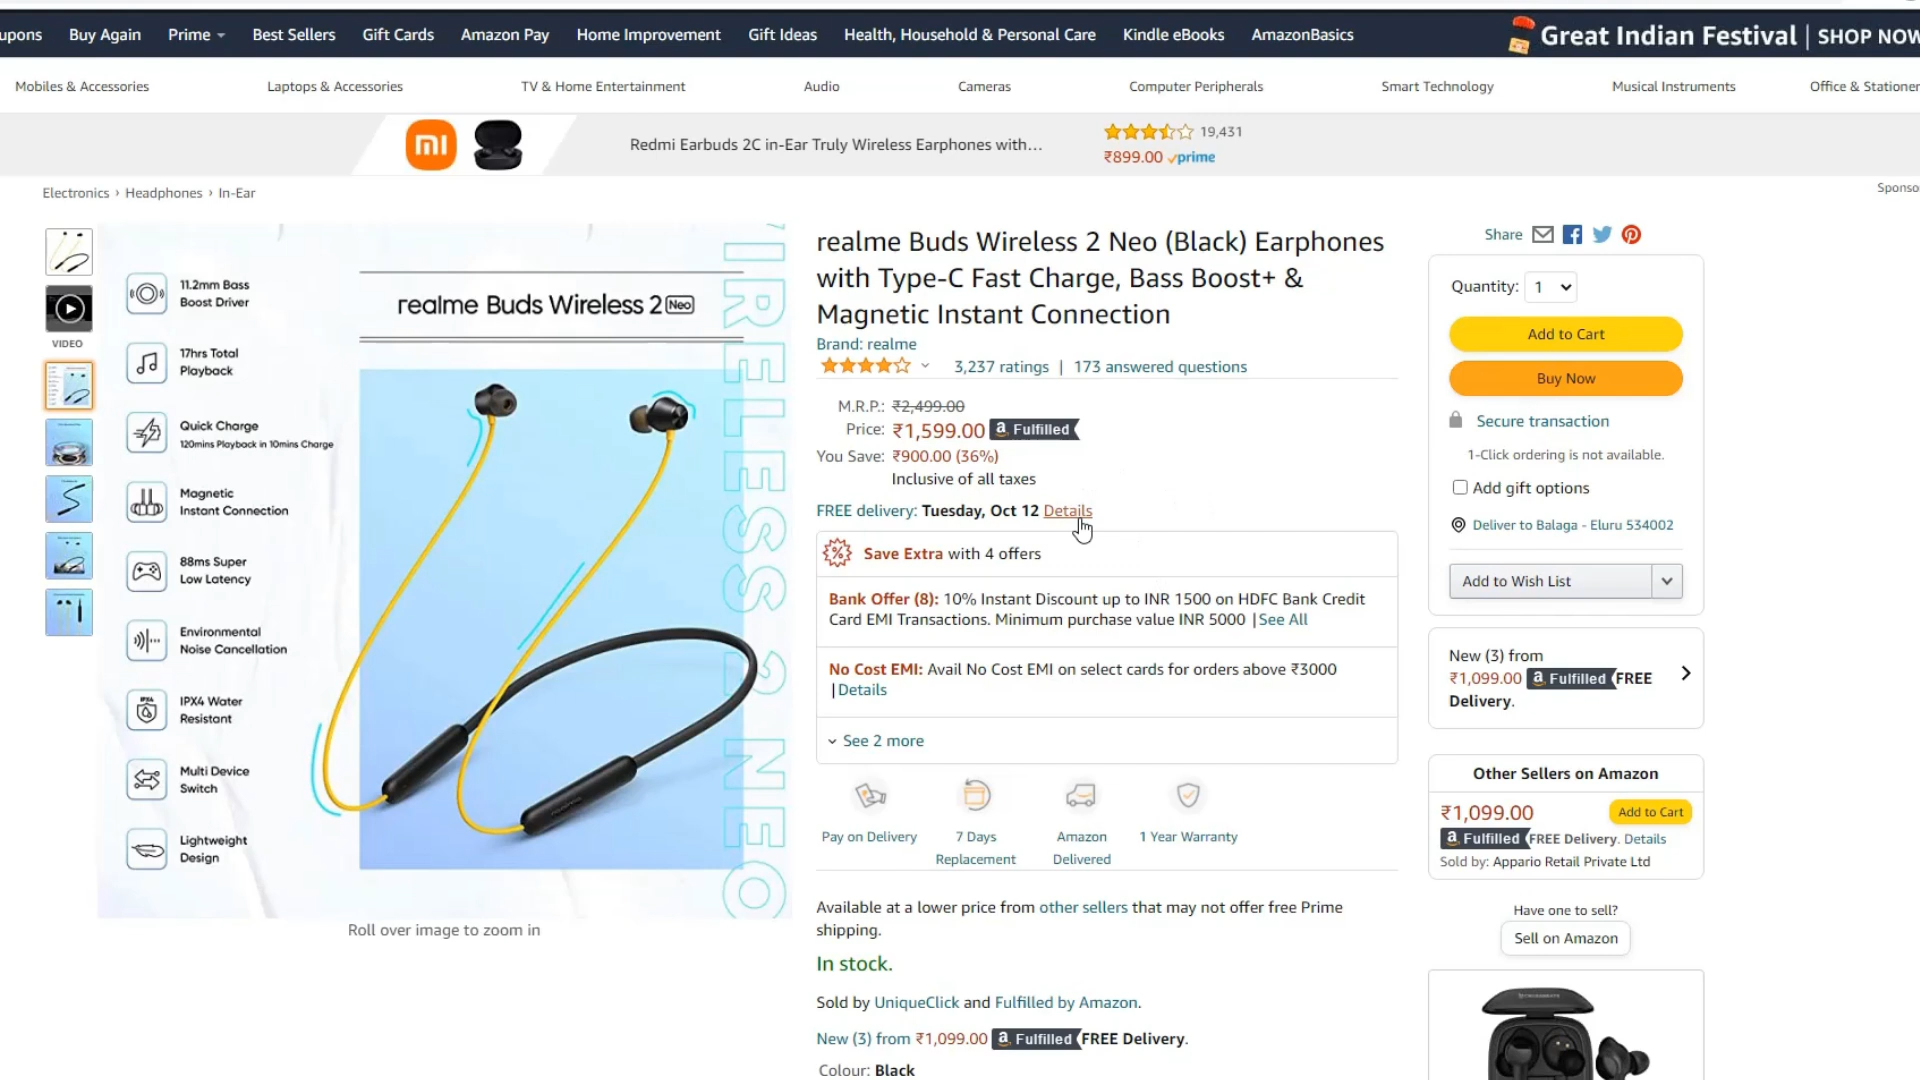 upons Buy Again Prime Best Sellers Gift Cards Amazon Pay Home Improvement Gift Ideas Health, Household & Personal Care Kindle eBooks AmazonBasics Great Indian Festival | SHOP NOW
Mobiles & Accessories Laptops & Accessories TV & Home Entertainment Audio Cameras Computer Peripherals Smart Technology Musical Instruments Office & Stationer
mi Redmi Earbuds 2C in-Ear Truly Wireless Earphones with… 19,431
₹899.00 prime
Electronics › Headphones › In-Ear
Sponso
VIDEO
11.2mm Bass
Boost Driver
17hrs Total
Playback
Quick Charge
120mins Playback in 10mins Charge
Magnetic
Instant Connection
88ms Super
Low Latency
Environmental
Noise Cancellation
IPX4 Water
Resistant
Multi Device
Switch
Lightweight
Design
realme Buds Wireless 2 Neo
WIRELESS 2 NEO
Roll over image to zoom in
realme Buds Wireless 2 Neo (Black) Earphones
with Type-C Fast Charge, Bass Boost+ &
Magnetic Instant Connection
Brand: realme
3,237 ratings | 173 answered questions
M.R.P.: ₹2,499.00
Price: ₹1,599.00 a Fulfilled
You Save: ₹900.00 (36%)
Inclusive of all taxes
FREE delivery: Tuesday, Oct 12 Details
% Save Extra with 4 offers
Bank Offer (8): 10% Instant Discount up to INR 1500 on HDFC Bank Credit
Card EMI Transactions. Minimum purchase value INR 5000 | See All
No Cost EMI: Avail No Cost EMI on select cards for orders above ₹3000
| Details
See 2 more
Pay on Delivery
7 Days
Replacement
Amazon
Delivered
1 Year Warranty
Available at a lower price from other sellers that may not offer free Prime
shipping.
In stock.
Sold by UniqueClick and Fulfilled by Amazon.
New (3) from ₹1,099.00 a Fulfilled FREE Delivery.
Colour: Black
Share
Quantity: 1
Add to Cart
Buy Now
Secure transaction
1-Click ordering is not available.
Add gift options
Deliver to Balaga - Eluru 534002
Add to Wish List
New (3) from
₹1,099.00 a Fulfilled FREE
Delivery.
Other Sellers on Amazon
₹1,099.00 Add to Cart
a Fulfilled FREE Delivery. Details
Sold by: Appario Retail Private Ltd
Have one to sell?
Sell on Amazon